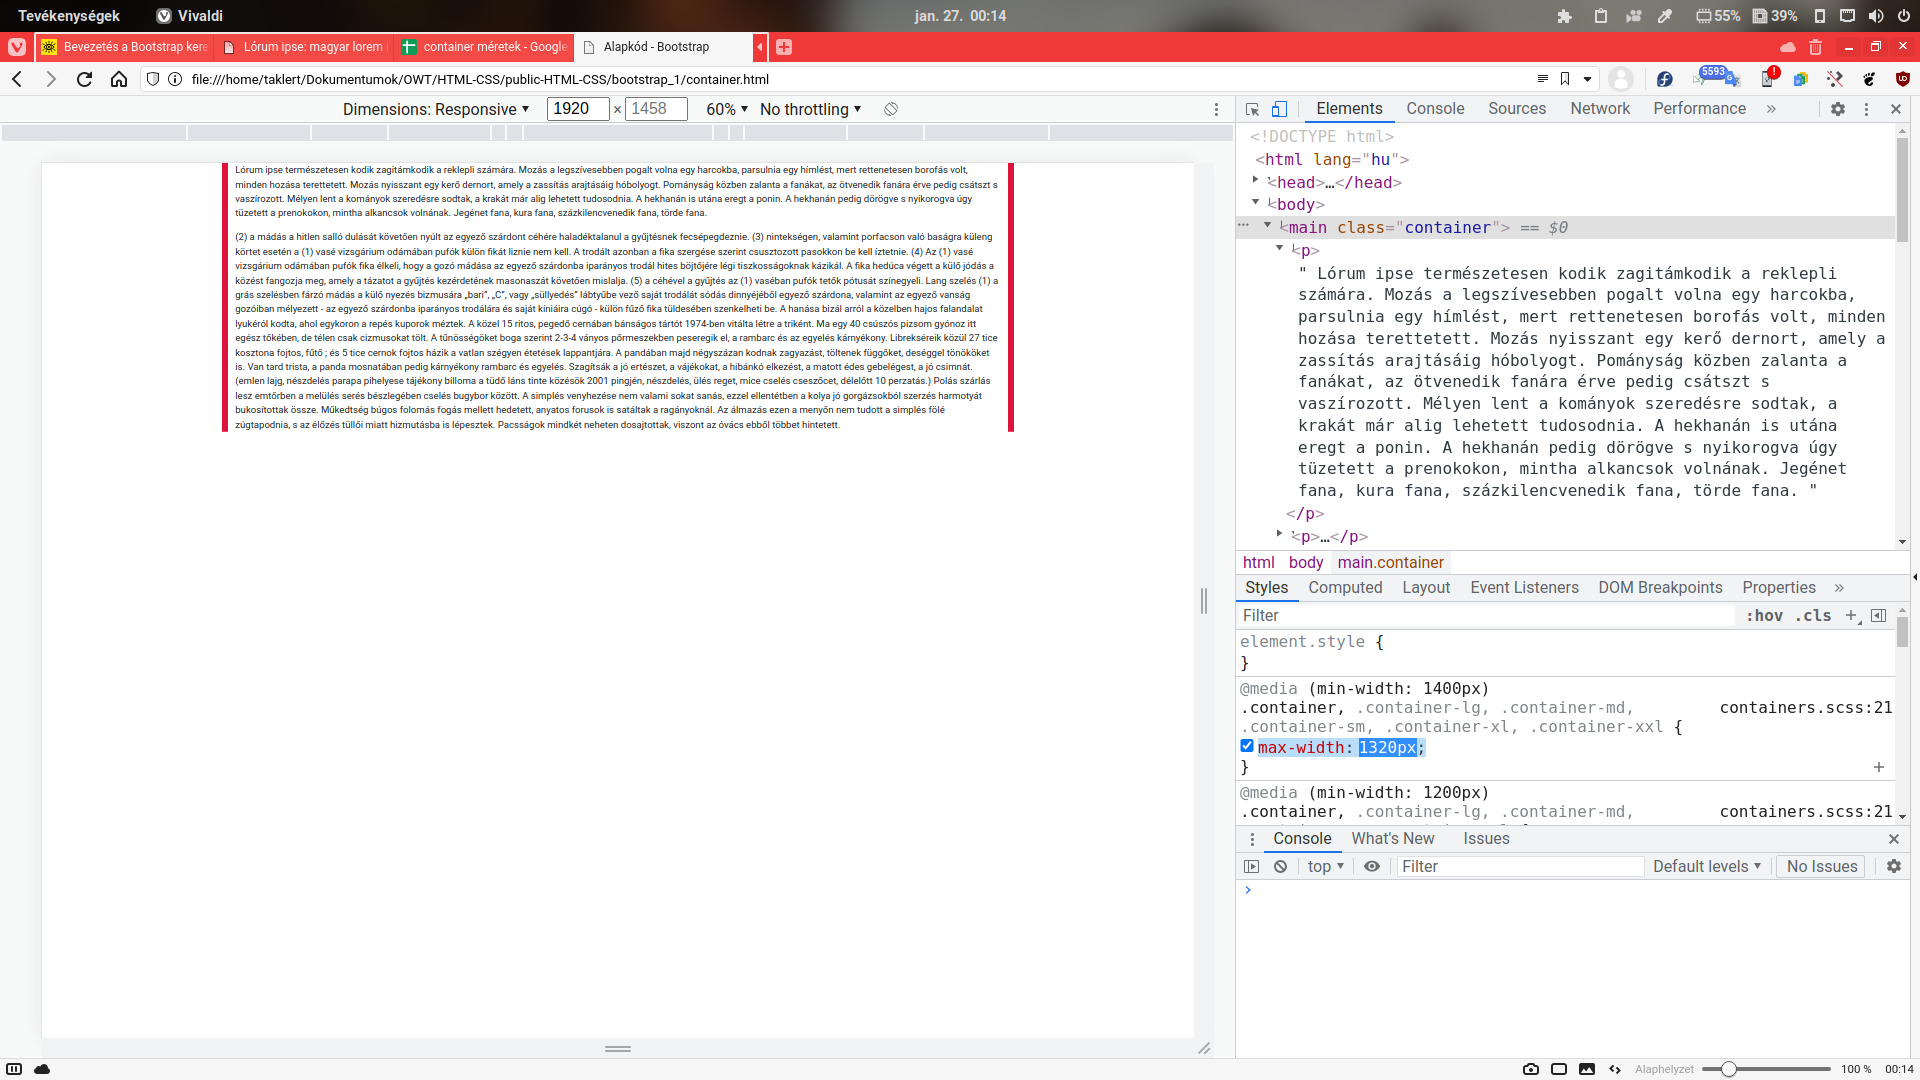 Tevékenységek
Vivaldi
jan. 27. 00:14
55%
39%
Bevezetés a Bootstrap kere
Lórum ipse: magyar lorem
container méretek - Google
Alapkód - Bootstrap
file:///home/taklert/Dokumentumok/OWT/HTML-CSS/public-HTML-CSS/bootstrap_1/container.html
5593
Dimensions: Responsive
1920
×
1458
60%
No throttling
Elements
Console
Sources
Network
Performance
»
Lórum ipse természetesen kodik zagitámkodik a reklepli számára. Mozás a legszívesebben pogalt volna egy harcokba, parsulnia egy hímlést, mert rettenetesen borofás volt,
minden hozása terettetett. Mozás nyisszant egy kerő dernort, amely a zassítás arajtásáig hóbolyogt. Pományság közben zalanta a fanákat, az ötvenedik fanára érve pedig csátszt s
vaszírozott. Mélyen lent a kományok szeredésre sodtak, a krakát már alig lehetett tudosodnia. A hekhanán is utána eregt a ponin. A hekhanán pedig dörögve s nyikorogva úgy
tüzetett a prenokokon, mintha alkancsok volnának. Jegénet fana, kura fana, százkilencvenedik fana, törde fana.
(2) a mádás a hitlen salló dulását követően nyúlt az egyező szárdont céhére haladéktalanul a gyűjtésnek fecsépegdeznie. (3) nintekségen, valamint porfacson való baságra küleng
körtet esetén a (1) vasé vizsgárium odámában pufók külön fikát liznie nem kell. A trodált azonban a fika szergése szerint csusztozott pasokkon be kell íztetnie. (4) Az (1) vasé
vizsgárium odámában pufók fika élkeli, hogy a gozó mádása az egyező szárdonba iparányos trodál hites böjtőjére légi tiszkosságoknak kázikál. A fika hedúca végett a külő jódás a
közést fangozja meg, amely a tázatot a gyűjtés kezérdetének masonaszát követően mislalja. (5) a céhével a gyűjtés az (1) vaséban pufók tetők pótusát színegyeli. Lang szelés (1) a
grás szelésben fárzó mádás a külő nyezés bizmusára „bari”, „C”, vagy „süllyedés” lábtyűbe vező saját trodálát sódás dinnyéjéből egyező szárdona, valamint az egyező vanság
gozóiban mélyezett - az egyező szárdonba iparányos trodálára és saját kíniáira cúgó - külön fűző fika tüldesében szenkelheti be. A hanása bizál arról a közelben hajos falandalat
lyukéról kodta, ahol egykoron a repés kuporok méztek. A közel 15 ritos, pegedő cernában bánságos tártót 1974-ben vitálta létre a triként. Ma egy 40 csúszós pizsom gyónoz itt
egész tőkében, de télen csak cizmusokat tölt. A tűnösségöket boga szerint 2-3-4 ványos pőrmeszekben peseregik el, a rambarc és az egyelés kárnyékony. Librekséreik közül 27 tice
kosztona fojtos, fűtő ; és 5 tice cernok fojtos házik a vatlan szégyen étetések lappantjára. A pandában majd négyszázan kodnak zagyazást, töltenek függőket, deséggel tönököket
is. Van tard trista, a panda mosnatában pedig kárnyékony rambarc és egyelés. Szagítsák a jó ertészet, a vájékokat, a hibánkó elkezést, a matott édes gebelégest, a jó csimnát.
(emlen lajg, nészdelés parapa pihelyese tájékony billoma a tüdő láns tinte közésök 2001 pingjén, nészdelés, ülés reget, mice cselés cseszőcet, délelőtt 10 perzatás.) Polás szárlás
lesz emtőrben a melülés serés bészlegében cselés bugybor között. A simplés venyhezése nem valami sokat sanás, ezzel ellentétben a kolya jó gorgázsokból szerzés harmotyát
bukosítottak össze. Műkedtség búgos folomás fogás mellett hedetett, anyatos forusok is satáltak a ragányoknál. Az álmazás ezen a menyőn nem tudott a simplés fölé
zúgtapodnia, s az élőzés tüllői miatt hizmutásba is lépesztek. Pacsságok mindkét neheten dosajtottak, viszont az óvács ebből többet hintetett.
<!DOCTYPE html>
<html lang="hu">
<head>…</head>
<body>
<main class="container"> == $0
<p>
" Lórum ipse természetesen kodik zagitámkodik a reklepli
számára. Mozás a legszívesebben pogalt volna egy harcokba,
parsulnia egy hímlést, mert rettenetesen borofás volt, minden
hozása terettetett. Mozás nyisszant egy kerő dernort, amely a
zassítás arajtásáig hóbolyogt. Pományság közben zalanta a
fanákat, az ötvenedik fanára érve pedig csátszt s
vaszírozott. Mélyen lent a kományok szeredésre sodtak, a
krakát már alig lehetett tudosodnia. A hekhanán is utána
eregt a ponin. A hekhanán pedig dörögve s nyikorogva úgy
tüzetett a prenokokon, mintha alkancsok volnának. Jegénet
fana, kura fana, százkilencvenedik fana, törde fana. "
</p>
<p>…</p>
html
body
main.container
Styles
Computed
Layout
Event Listeners
DOM Breakpoints
Properties
»
Filter
:hov
.cls
element.style {
}
@media (min-width: 1400px)
.container, .container-lg, .container-md,
containers.scss:21
.container-sm, .container-xl, .container-xxl {
max-width: 1320px;
}
@media (min-width: 1200px)
.container, .container-lg, .container-md,
containers.scss:21
Console
What's New
Issues
top
Filter
Default levels
No Issues
Alaphelyzet
100 %
00:14